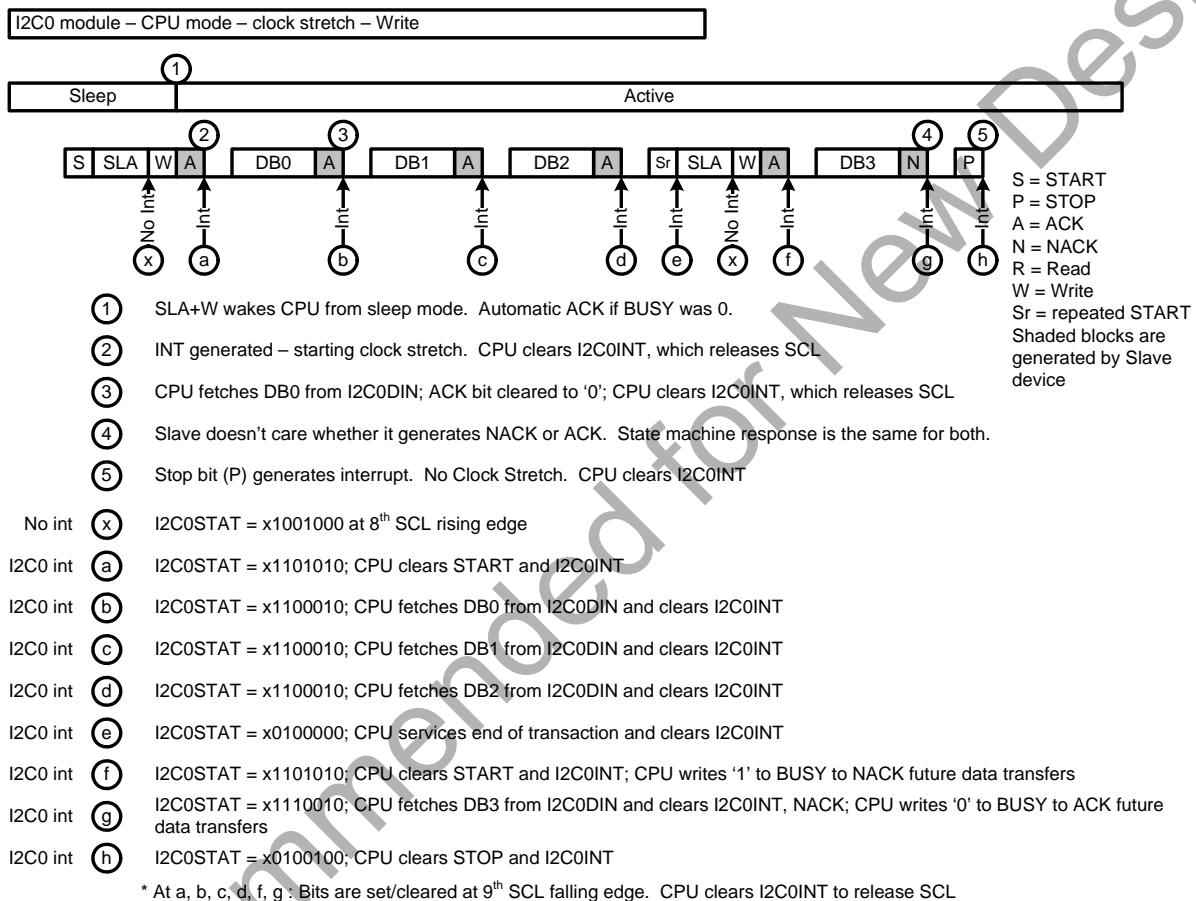 I2C0 module – CPU mode – clock stretch – Write
1
Sleep Active
2 3 4 5
S SLA W A DB0 A DB1 A DB2 A Sr SLA W A DB3 N P
No Int Int Int Int Int Int No Int Int Int Int
x a b c d e x f g h
S = START
P = STOP
A = ACK
N = NACK
R = Read
W = Write
Sr = repeated START
Shaded blocks are
generated by Slave
device
1 SLA+W wakes CPU from sleep mode. Automatic ACK if BUSY was 0.
2 INT generated – starting clock stretch. CPU clears I2C0INT, which releases SCL
3 CPU fetches DB0 from I2C0DIN; ACK bit cleared to ‘0’; CPU clears I2C0INT, which releases SCL
4 Slave doesn’t care whether it generates NACK or ACK. State machine response is the same for both.
5 Stop bit (P) generates interrupt. No Clock Stretch. CPU clears I2C0INT
No int x I2C0STAT = x1001000 at 8th SCL rising edge
I2C0 int a I2C0STAT = x1101010; CPU clears START and I2C0INT
I2C0 int b I2C0STAT = x1100010; CPU fetches DB0 from I2C0DIN and clears I2C0INT
I2C0 int c I2C0STAT = x1100010; CPU fetches DB1 from I2C0DIN and clears I2C0INT
I2C0 int d I2C0STAT = x1100010; CPU fetches DB2 from I2C0DIN and clears I2C0INT
I2C0 int e I2C0STAT = x0100000; CPU services end of transaction and clears I2C0INT
I2C0 int f I2C0STAT = x1101010; CPU clears START and I2C0INT; CPU writes ‘1’ to BUSY to NACK future data transfers
I2C0 int g I2C0STAT = x1110010; CPU fetches DB3 from I2C0DIN and clears I2C0INT, NACK; CPU writes ‘0’ to BUSY to ACK future
data transfers
I2C0 int h I2C0STAT = x0100100; CPU clears STOP and I2C0INT
* At a, b, c, d, f, g : Bits are set/cleared at 9th SCL falling edge. CPU clears I2C0INT to release SCL
mmended for New Desi